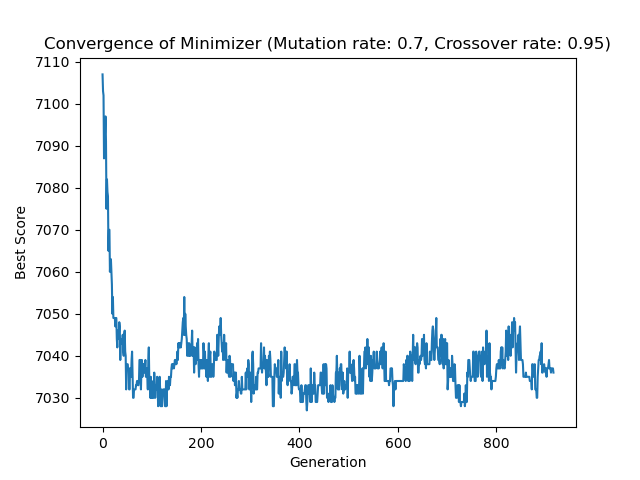 Convergence of Minimizer (Mutation rate: 0.7, Crossover rate: 0.95)
7110
7100
7090
7080
7070
7060
7050
7040
7030
Best Score
0 200 400 600 800
Generation